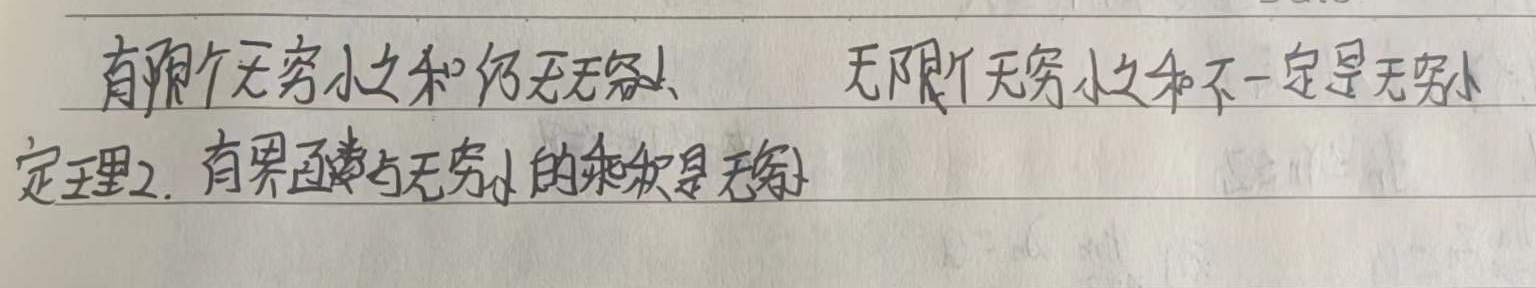 有限个无穷小之和仍无无穷小、 无限个无穷小之和不一定是无穷小
定理2. 有界函数与无穷小的乘积是无穷小